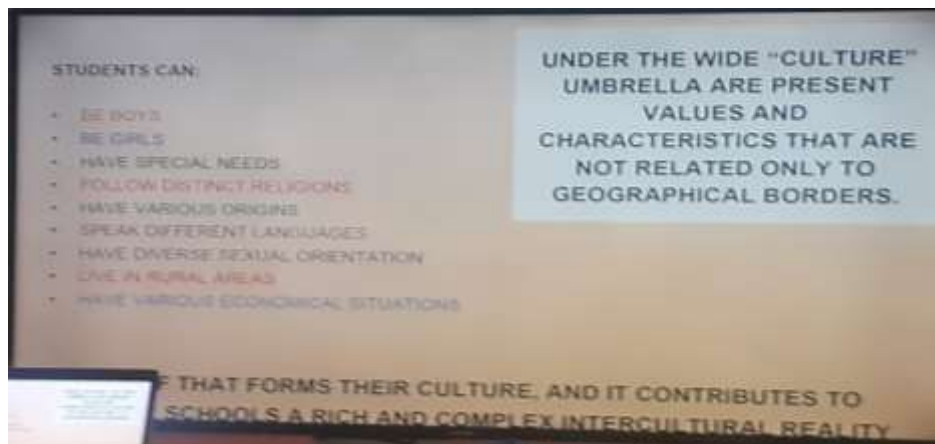 STUDENTS CAN:
• BE BOYS
• BE GIRLS
• HAVE SPECIAL NEEDS
• FOLLOW DISTINCT RELIGIONS
• HAVE VARIOUS ORIGINS
• SPEAK DIFFERENT LANGUAGES
• HAVE DIVERSE SEXUAL ORIENTATION
• LIVE IN RURAL AREAS
• HAVE VARIOUS ECONOMICAL SITUATIONS
UNDER THE WIDE “CULTURE”
UMBRELLA ARE PRESENT
VALUES AND
CHARACTERISTICS THAT ARE
NOT RELATED ONLY TO
GEOGRAPHICAL BORDERS.
THAT FORMS THEIR CULTURE, AND IT CONTRIBUTES TO
SCHOOLS A RICH AND COMPLEX INTERCULTURAL REALITY